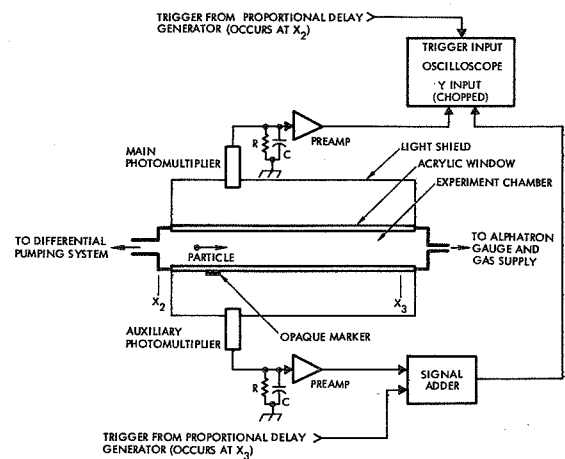 TRIGGER FROM PROPORTIONAL DELAY
GENERATOR (OCCURS AT X2)
TRIGGER INPUT
OSCILLOSCOPE
Y INPUT
(CHOPPED)
R
C
PREAMP
MAIN
PHOTOMULTIPLIER
LIGHT SHIELD
ACRYLIC WINDOW
EXPERIMENT CHAMBER
TO DIFFERENTIAL
PUMPING SYSTEM
PARTICLE
TO ALPHATRON
GAUGE AND
GAS SUPPLY
X2
X3
AUXILIARY
PHOTOMULTIPLIER
OPAQUE MARKER
R
C
PREAMP
SIGNAL
ADDER
TRIGGER FROM PROPORTIONAL DELAY
GENERATOR (OCCURS AT X3)